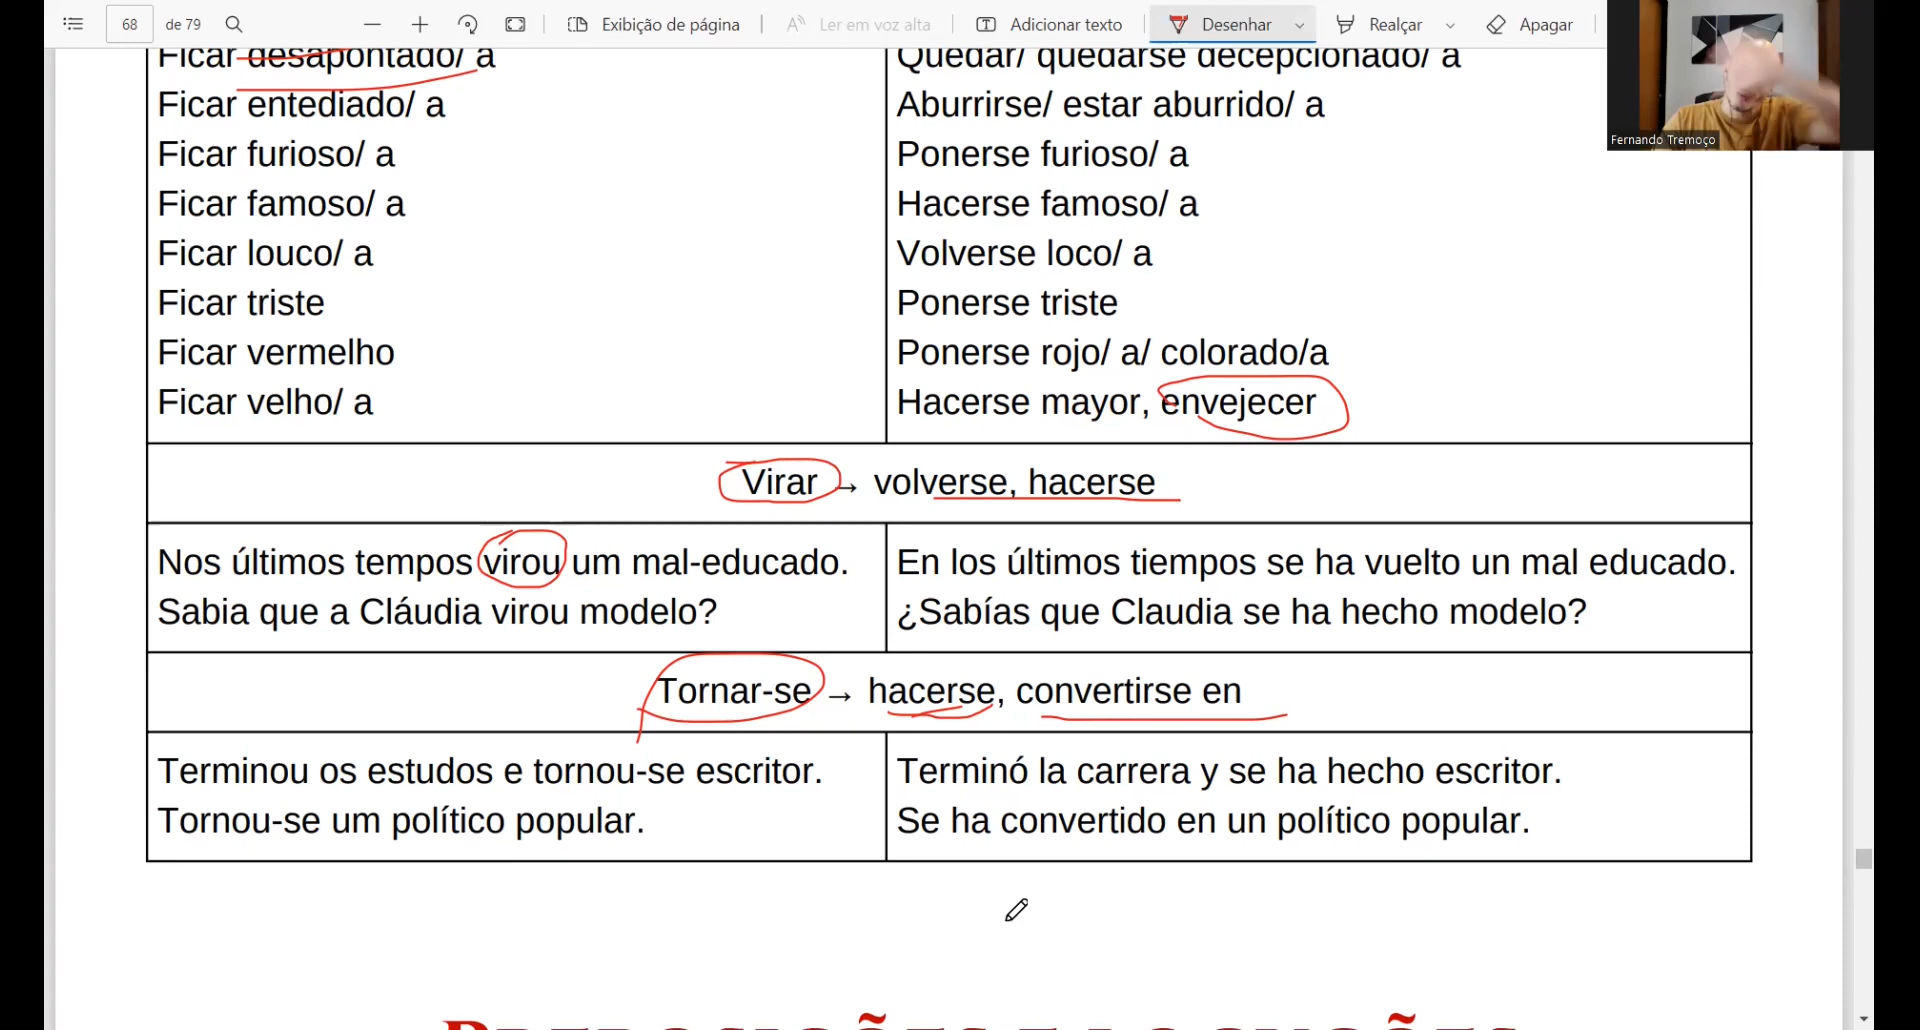 68 de 79 Exibição de página Ler em voz alta Adicionar texto Desenhar Realçar Apagar
Fernando Tremoço
Ficar desapontado/ a
Quedar/ quedarse decepcionado/ a
Ficar entediado/ a
Aburrirse/ estar aburrido/ a
Ficar furioso/ a
Ponerse furioso/ a
Ficar famoso/ a
Hacerse famoso/ a
Ficar louco/ a
Volverse loco/ a
Ficar triste
Ponerse triste
Ficar vermelho
Ponerse rojo/ a/ colorado/a
Ficar velho/ a
Hacerse mayor, envejecer
Virar → volverse, hacerse
Nos últimos tempos virou um mal-educado.
Sabia que a Cláudia virou modelo?
En los últimos tiempos se ha vuelto un mal educado.
¿Sabías que Claudia se ha hecho modelo?
Tornar-se → hacerse, convertirse en
Terminou os estudos e tornou-se escritor.
Tornou-se um político popular.
Terminó la carrera y se ha hecho escritor.
Se ha convertido en un político popular.